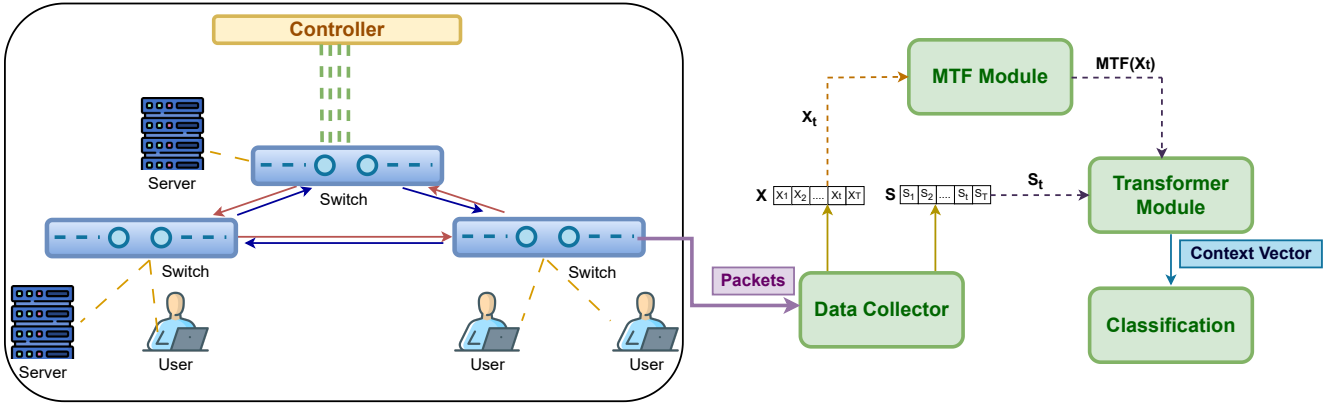 Controller
Server
Switch
Switch
Switch
Server
User
User
User
Packets
Data Collector
X
X1 X2 .... Xt XT
S
S1 S2 .... St ST
Xt
MTF Module
MTF(Xt)
St
Transformer
Module
Context Vector
Classification